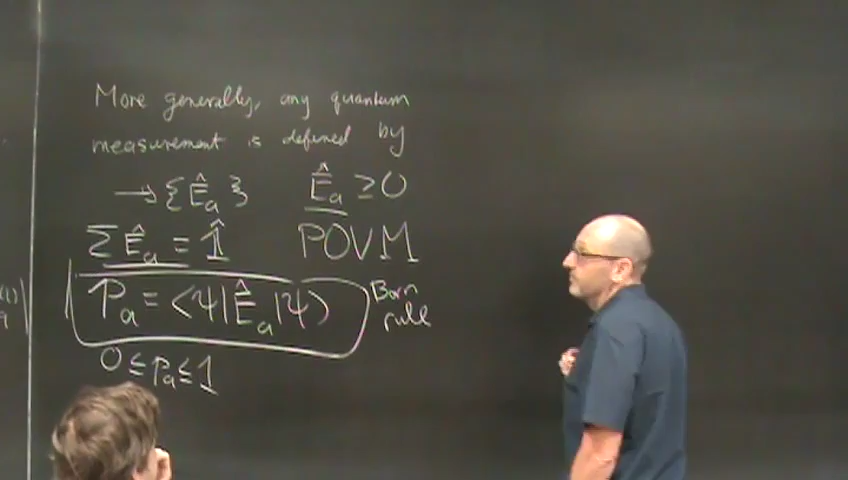 More generally, any quantum
measurement is defined by
→ {Ê_a}   Ê_a ≥ 0
Σ Ê_a = 1̂   POVM
P_a = <ψ|Ê_a|ψ>   Born rule
0 ≤ p_a ≤ 1